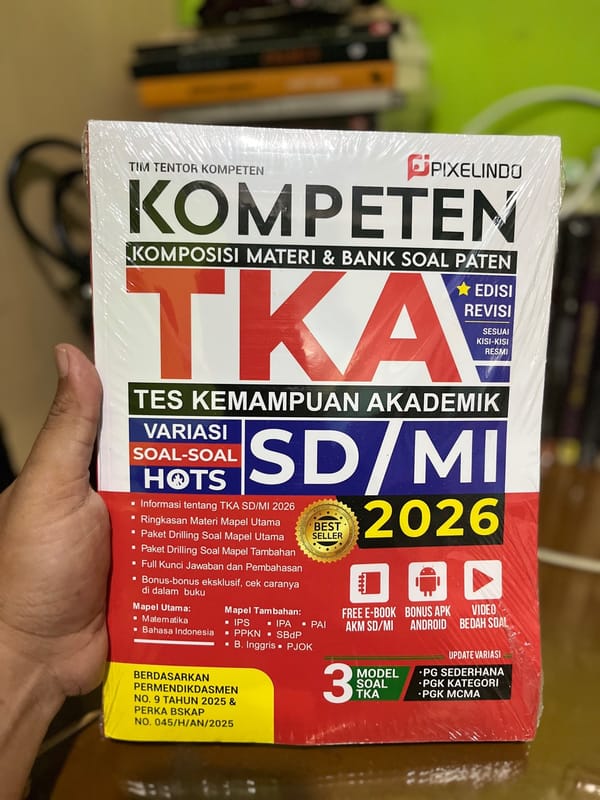 TIM TENTOR KOMPETEN
PIXELINDO
KOMPETEN
KOMPOSISI MATERI & BANK SOAL PATEN
TKA
EDISI
REVISI
SESUAI
KISI-KISI
RESMI
TES KEMAMPUAN AKADEMIK
VARIASI
SOAL-SOAL
HOTS
SD/MI
2026
BEST
SELLER
• Informasi tentang TKA SD/MI 2026
• Ringkasan Materi Mapel Utama
• Paket Drilling Soal Mapel Utama
• Paket Drilling Soal Mapel Tambahan
• Full Kunci Jawaban dan Pembahasan
• Bonus-bonus eksklusif, cek caranya
di dalam buku
Mapel Utama:
• Matematika
• Bahasa Indonesia
Mapel Tambahan:
• IPS • IPA • PAI
• PPKN • SBdP
• B. Inggris • PJOK
FREE E-BOOK
AKM SD/MI
BONUS APK
ANDROID
VIDEO
BEDAH SOAL
UPDATE VARIASI
3 MODEL
SOAL
TKA
•PG SEDERHANA
•PGK KATEGORI
•PGK MCMA
BERDASARKAN
PERMENDIKDASMEN
NO. 9 TAHUN 2025 &
PERKA BSKAP
NO. 045/H/AN/2025